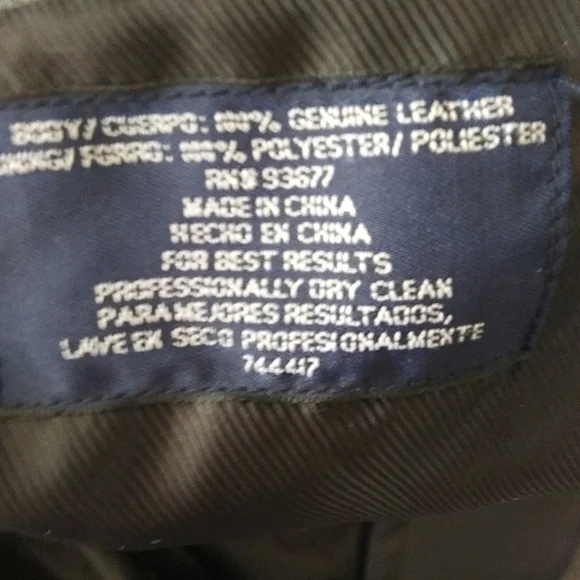 BODY/ CUERPO: 100% GENUINE LEATHER
LINING/ FORRO: 100% POLYESTER/ POLIESTER
RN# 93677
MADE IN CHINA
HECHO EN CHINA
FOR BEST RESULTS
PROFESSIONALLY DRY CLEAN
PARA MEJORES RESULTADOS,
LAVE EN SECO PROFESIONALMENTE
744417